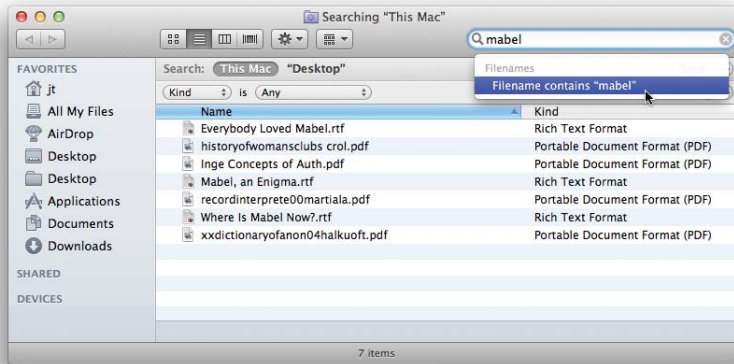 Searching "This Mac"
mabel
FAVORITES
jt
All My Files
AirDrop
Desktop
Desktop
Applications
Documents
Downloads
SHARED
DEVICES
Search: This Mac "Desktop"
Filenames
Filename contains "mabel"
Kind is Any
Name Kind
Everybody Loved Mabel.rtf Rich Text Format
historyofwomansclubs crol.pdf Portable Document Format (PDF)
Inge Concepts of Auth.pdf Portable Document Format (PDF)
Mabel, an Enigma.rtf Rich Text Format
recordinterprete00martiala.pdf Portable Document Format (PDF)
Where Is Mabel Now?.rtf Rich Text Format
xxdictionaryofanon04halkuoft.pdf Portable Document Format (PDF)
7 items